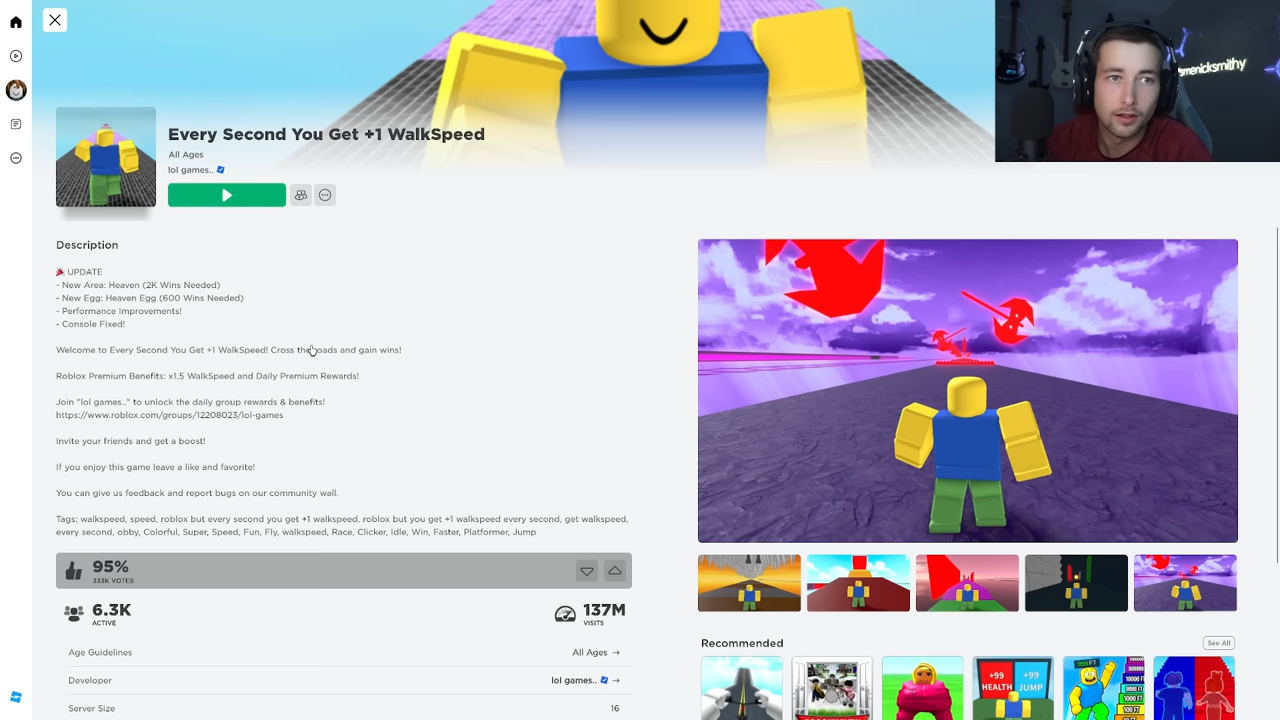 smenicksmithy
Every Second You Get +1 WalkSpeed
All Ages
lol games..
Description
🎉 UPDATE
- New Area: Heaven (2K Wins Needed)
- New Egg: Heaven Egg (600 Wins Needed)
- Performance Improvements!
- Console Fixed!
Welcome to Every Second You Get +1 WalkSpeed! Cross the roads and gain wins!
Roblox Premium Benefits: x1.5 WalkSpeed and Daily Premium Rewards!
Join "lol games.." to unlock the daily group rewards & benefits!
https://www.roblox.com/groups/12208023/lol-games
Invite your friends and get a boost!
If you enjoy this game leave a like and favorite!
You can give us feedback and report bugs on our community wall.
Tags: walkspeed, speed, roblox but every second you get +1 walkspeed, roblox but you get +1 walkspeed every second, get walkspeed,
every second, obby, Colorful, Super, Speed, Fun, Fly, walkspeed, Race, Clicker, Idle, Win, Faster, Platformer, Jump
95%
333K VOTES
6.3K
ACTIVE
137M
VISITS
Age Guidelines
All Ages →
Developer
lol games.. →
Server Size
16
Recommended
See All
+99 +99
HEALTH JUMP